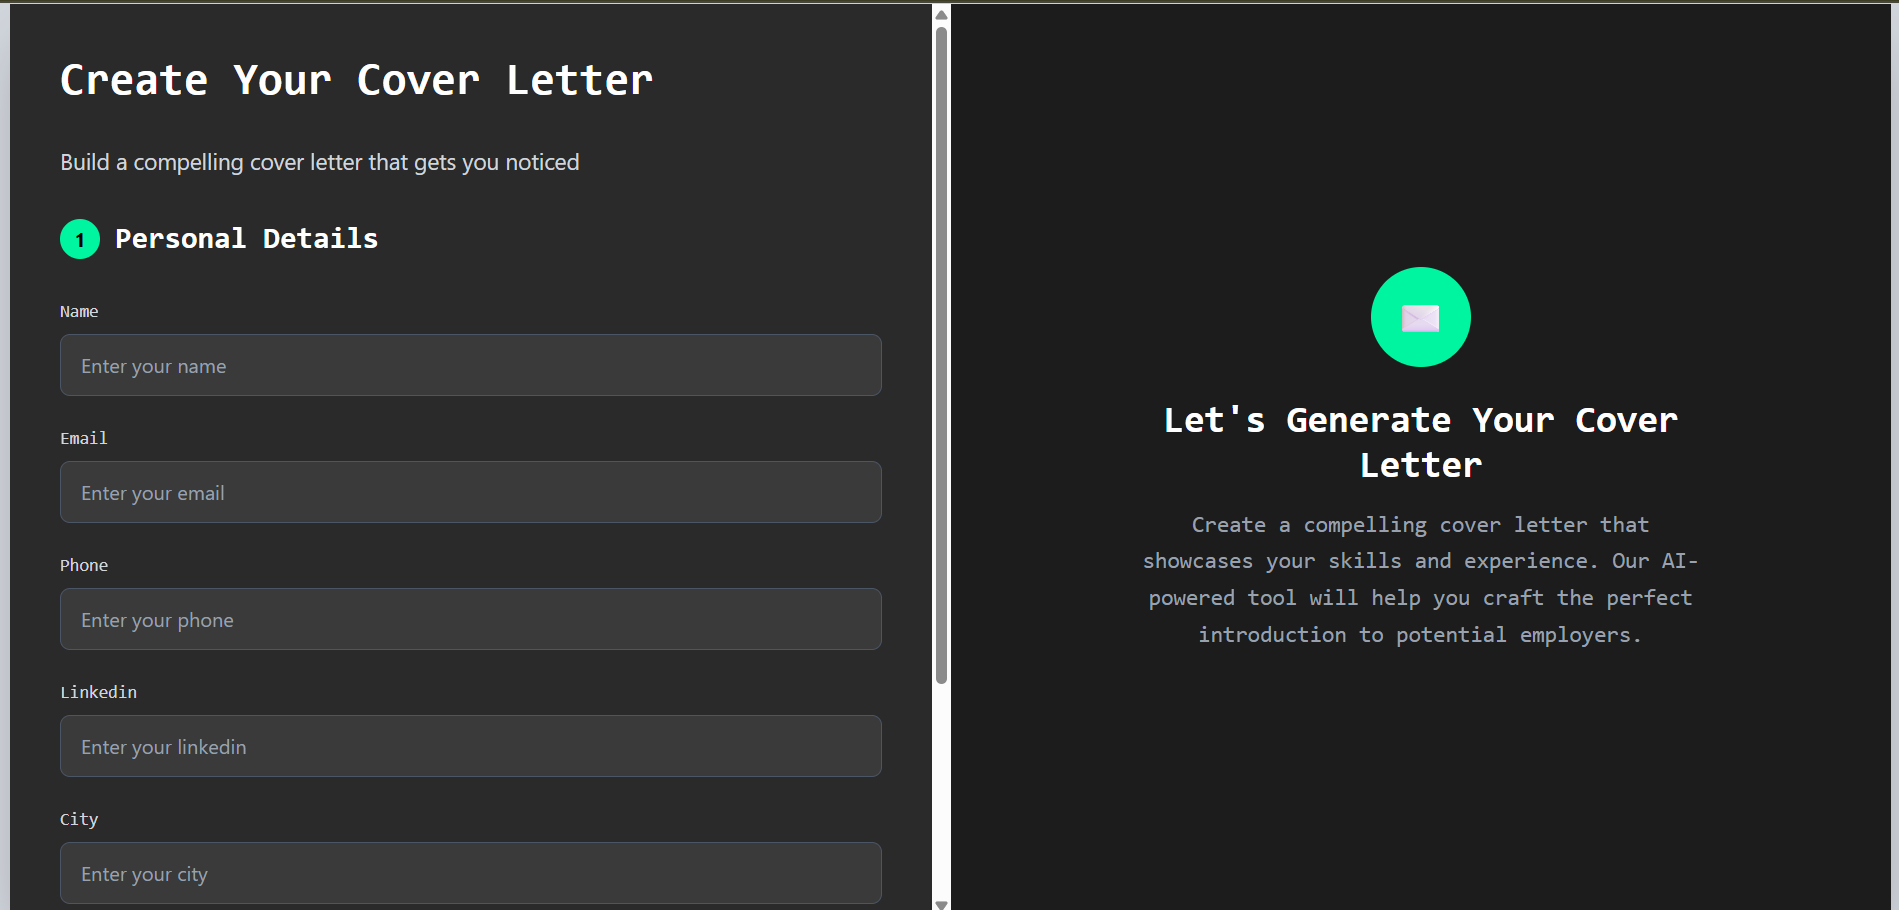 Create Your Cover Letter
Build a compelling cover letter that gets you noticed
1 Personal Details
Name
Enter your name
Email
Enter your email
Phone
Enter your phone
Linkedin
Enter your linkedin
City
Enter your city
Let's Generate Your Cover
Letter
Create a compelling cover letter that
showcases your skills and experience. Our AI-
powered tool will help you craft the perfect
introduction to potential employers.